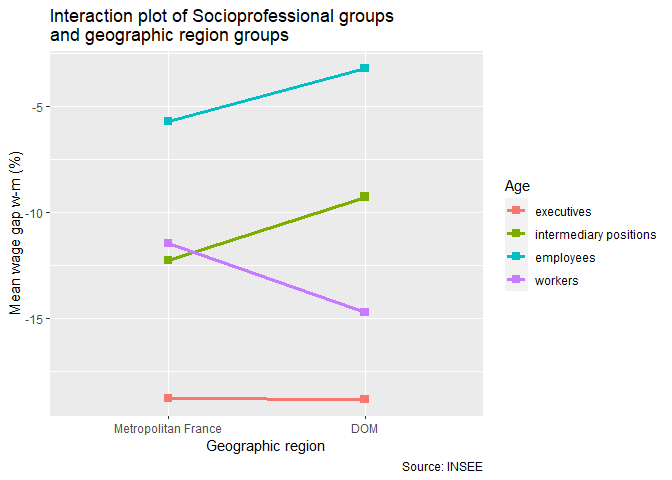 Interaction plot of Socioprofessional groups
and geographic region groups
Mean wage gap w-m (%)
-5
-10
-15
Metropolitan France
DOM
Geographic region
Source: INSEE
Age
executives
intermediary positions
employees
workers